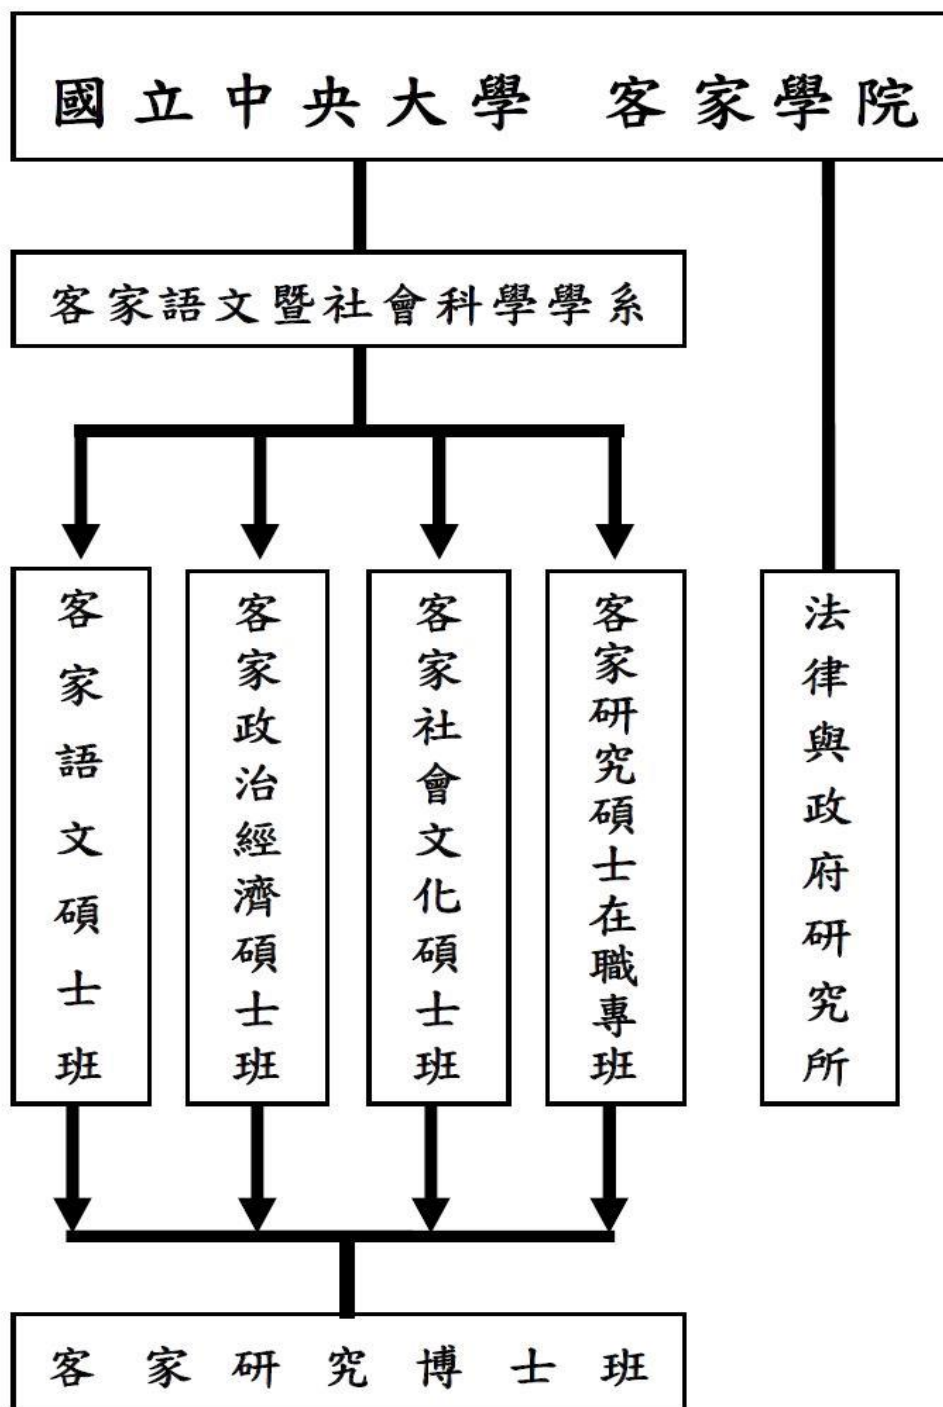 國立中央大學 客家學院
客家語文暨社會科學學系
客家語文碩士班
客家政治經濟碩士班
客家社會文化碩士班
客家研究碩士在職專班
法律與政府研究所
客家研究博士班